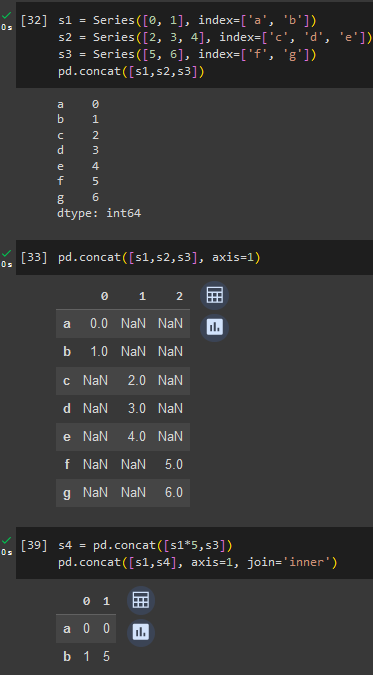 [32] s1 = Series([0, 1], index=['a', 'b'])
s2 = Series([2, 3, 4], index=['c', 'd', 'e'])
0s
s3 = Series([5, 6], index=['f', 'g'])
pd.concat([s1,s2,s3])
a 0
b 1
c 2
d 3
e 4
f 5
g 6
dtype: int64
[33] pd.concat([s1,s2,s3], axis=1)
0s
0 1 2
a 0.0 NaN NaN
b 1.0 NaN NaN
c NaN 2.0 NaN
d NaN 3.0 NaN
e NaN 4.0 NaN
f NaN NaN 5.0
g NaN NaN 6.0
[39] s4 = pd.concat([s1*5,s3])
0s
pd.concat([s1,s4], axis=1, join='inner')
0 1
a 0 0
b 1 5